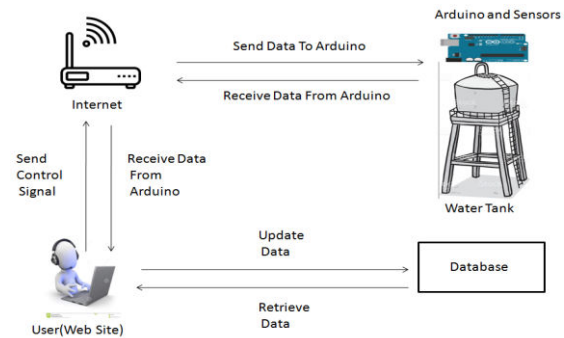 Arduino and Sensors
Send Data To Arduino
Receive Data From Arduino
Internet
Send
Control
Signal
Receive Data
From
Arduino
Water Tank
Update
Data
Database
Retrieve
Data
User(Web Site)